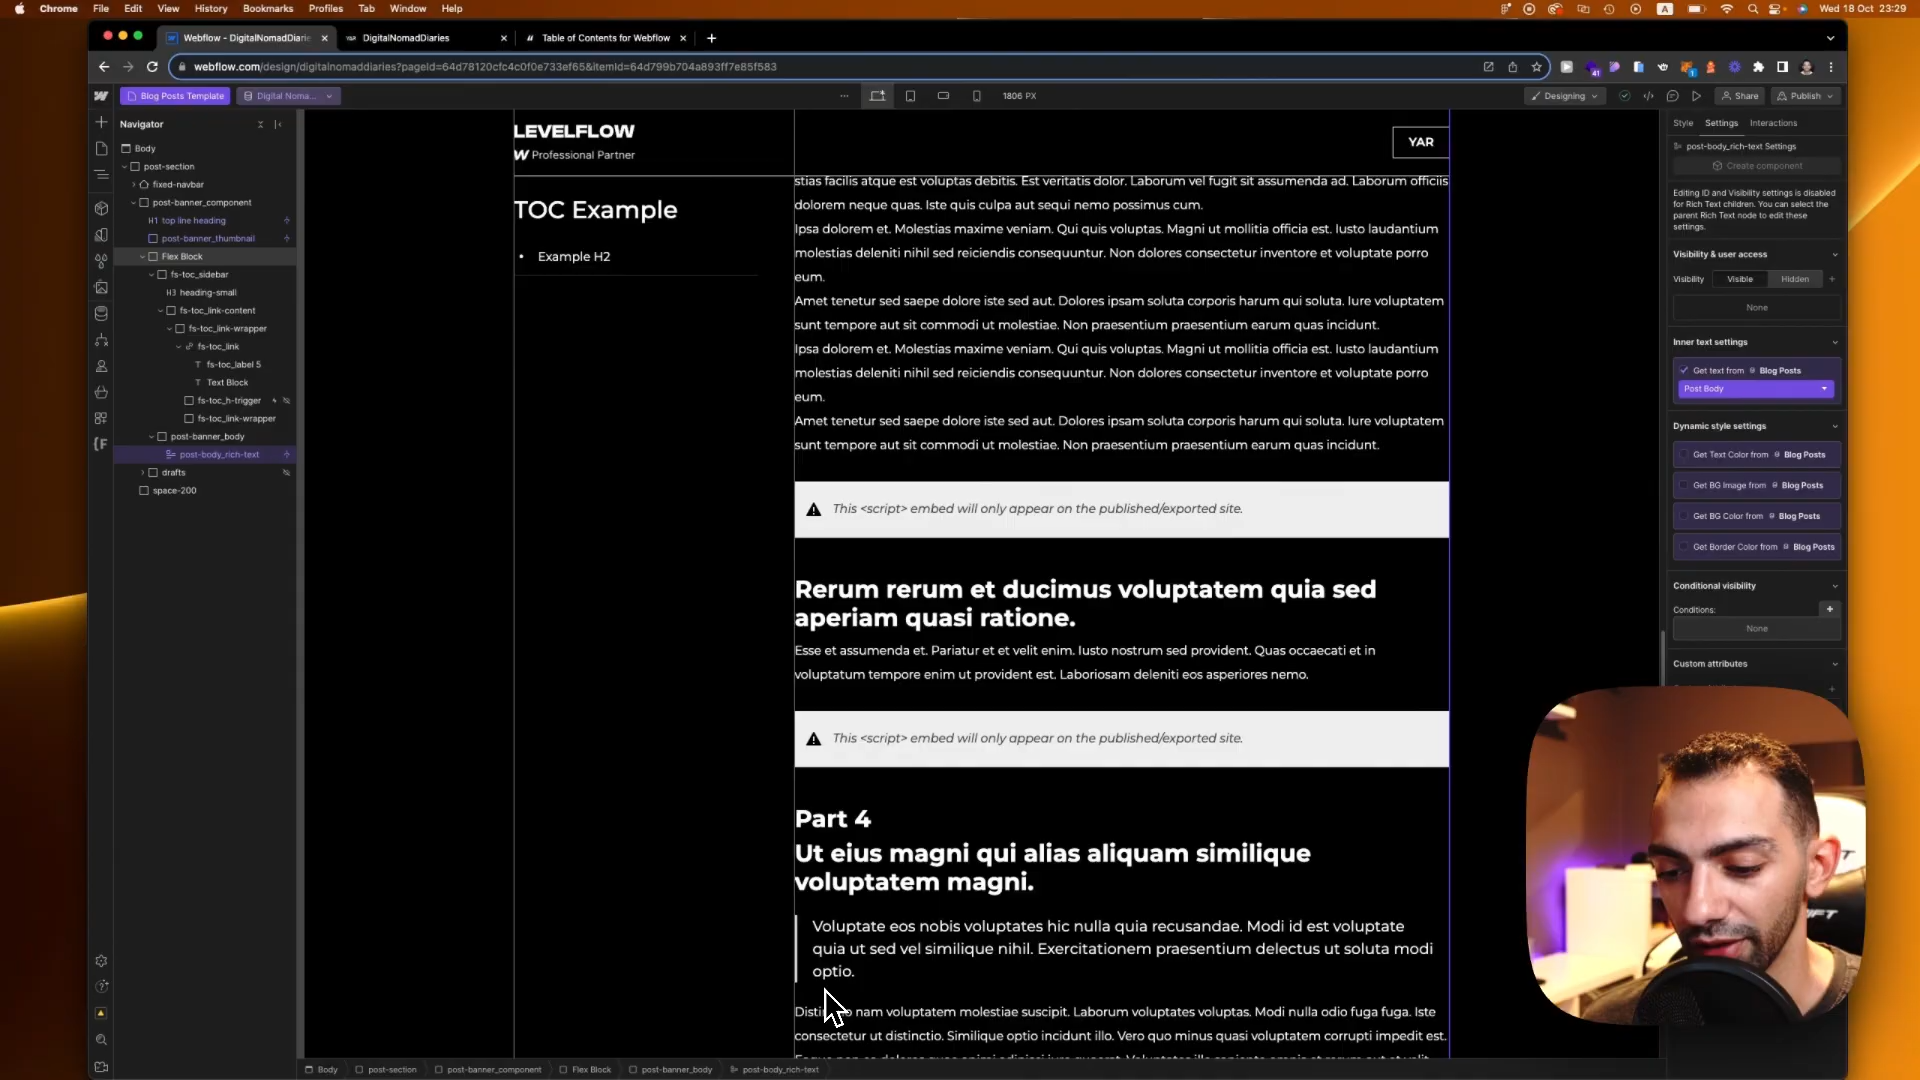 Chrome File Edit View History Bookmarks Profiles Tab Window Help
A Wed 18 Oct 23:29
Webflow - DigitalNomadDiarie
DigitalNomadDiaries
Table of Contents for Webflow
webflow.com/design/digitalnomaddiaries?pageId=64d78120cfc4c0f0e733ef65&itemId=64d799b704a893ff7e85f583
41
1
Blog Posts Template
Digital Noma...
1806 PX
Designing
Share
Publish
Navigator
Body
post-section
fixed-navbar
post-banner_component
H1 top line heading
post-banner_thumbnail
Flex Block
fs-toc_sidebar
H3 heading-small
fs-toc_link-content
fs-toc_link-wrapper
fs-toc_link
T fs-toc_label 5
T Text Block
fs-toc_h-trigger
fs-toc_link-wrapper
post-banner_body
post-body_rich-text
drafts
space-200
LEVELFLOW
W Professional Partner
YAR
TOC Example
• Example H2
stias facilis atque est voluptas debitis. Est veritatis dolor. Laborum vel fugit sit assumenda ad. Laborum officiis
dolorem neque quas. Iste quis culpa aut sequi nemo possimus cum.
Ipsa dolorem et. Molestias maxime veniam. Qui quis voluptas. Magni ut mollitia officia est. Iusto laudantium
molestias deleniti nihil sed reiciendis consequuntur. Non dolores consectetur inventore et voluptate porro
eum.
Amet tenetur sed saepe dolore iste sed aut. Dolores ipsam soluta corporis harum qui soluta. Iure voluptatem
sunt tempore aut sit commodi ut molestiae. Non praesentium praesentium earum quas incidunt.
Ipsa dolorem et. Molestias maxime veniam. Qui quis voluptas. Magni ut mollitia officia est. Iusto laudantium
molestias deleniti nihil sed reiciendis consequuntur. Non dolores consectetur inventore et voluptate porro
eum.
Amet tenetur sed saepe dolore iste sed aut. Dolores ipsam soluta corporis harum qui soluta. Iure voluptatem
sunt tempore aut sit commodi ut molestiae. Non praesentium praesentium earum quas incidunt.
This <script> embed will only appear on the published/exported site.
Rerum rerum et ducimus voluptatem quia sed
aperiam quasi ratione.
Esse et assumenda et. Pariatur et et velit enim. Iusto nostrum sed provident. Quas occaecati et in
voluptatum tempore enim ut provident est. Laboriosam deleniti eos asperiores nemo.
This <script> embed will only appear on the published/exported site.
Part 4
Ut eius magni qui alias aliquam similique
voluptatem magni.
Voluptate eos nobis voluptates hic nulla quia recusandae. Modi id est voluptate
quia ut sed vel similique nihil. Exercitationem praesentium delectus ut soluta modi
optio.
nam voluptatem molestiae suscipit. Laborum voluptates voluptas. Modi nulla odio fuga fuga. Iste
consectetur ut distinctio. Similique optio incidunt illo. Vero quo minus quasi voluptatem corrupti impedit est.
Style Settings Interactions
post-body_rich-text Settings
Create component
Editing ID and Visibility settings is disabled
for Rich Text children. You can select the
parent Rich Text node to edit these
settings.
Visibility & user access
Visibility Visible Hidden
None
Inner text settings
Get text from Blog Posts
Post Body
Dynamic style settings
Get Text Color from Blog Posts
Get BG Image from Blog Posts
Get BG Color from Blog Posts
Get Border Color from Blog Posts
Conditional visibility
Conditions:
None
Custom attributes
Body post-section post-banner_component Flex Block post-banner_body post-body_rich-text